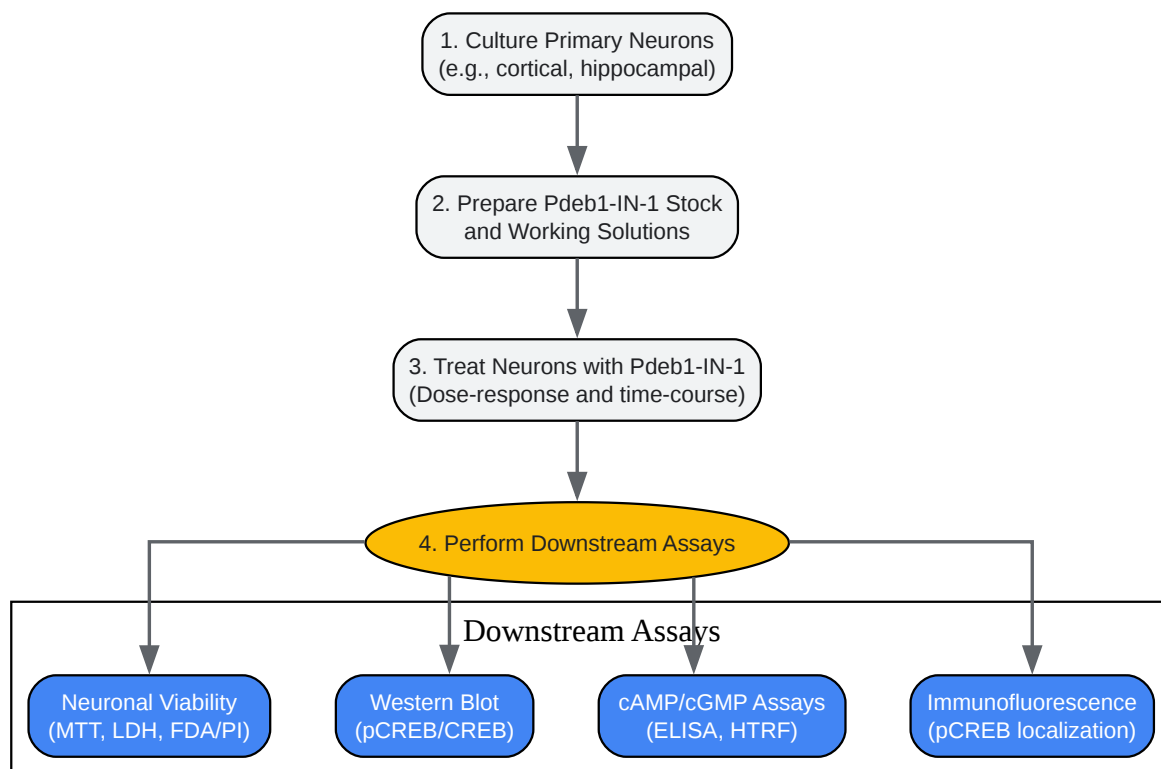 1. Culture Primary Neurons
(e.g., cortical, hippocampal)
2. Prepare Pdeb1-IN-1 Stock
and Working Solutions
3. Treat Neurons with Pdeb1-IN-1
(Dose-response and time-course)
4. Perform Downstream Assays
Downstream Assays
Neuronal Viability
(MTT, LDH, FDA/PI)
Western Blot
(pCREB/CREB)
cAMP/cGMP Assays
(ELISA, HTRF)
Immunofluorescence
(pCREB localization)